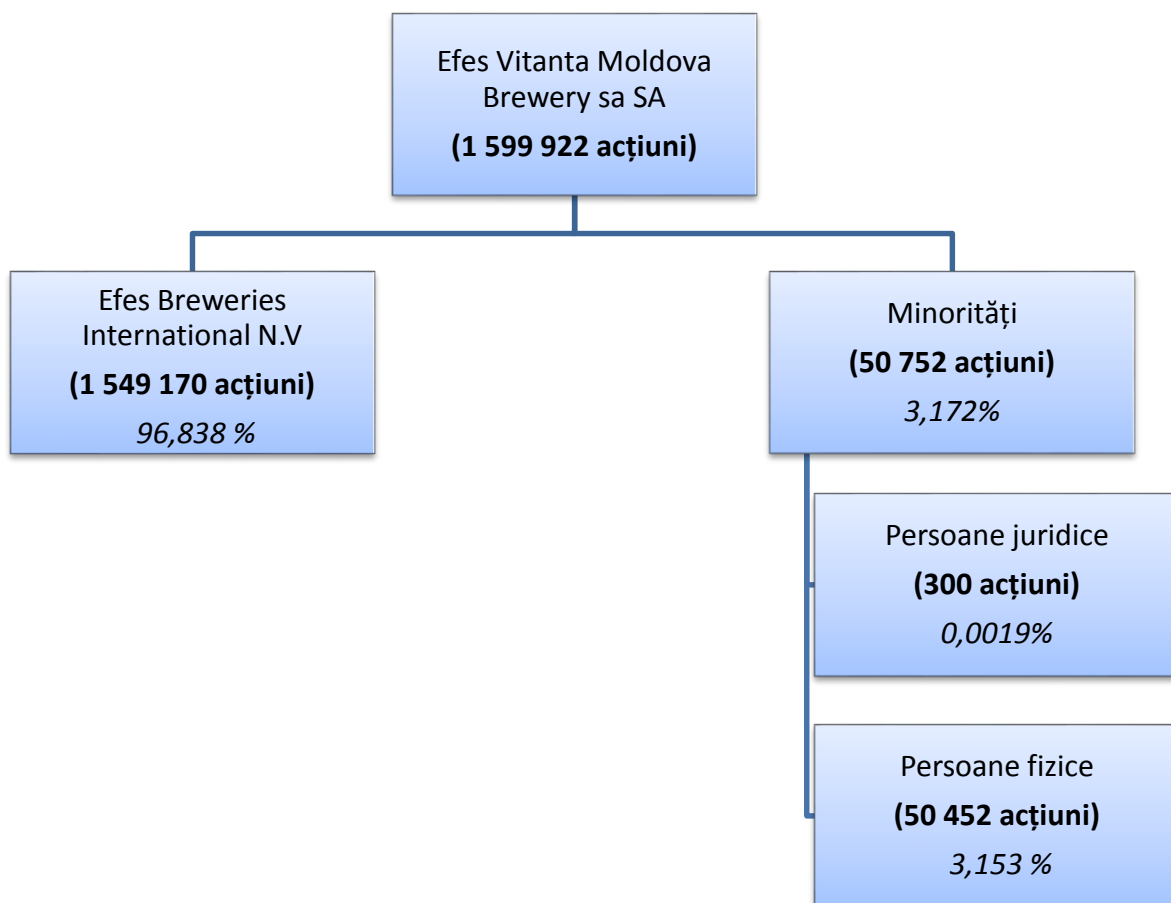 Efes Vitanta Moldova
Brewery sa SA
(1 599 922 acțiuni)
Efes Breweries
International N.V
(1 549 170 acțiuni)
96,838 %
Minorități
(50 752 acțiuni)
3,172%
Persoane juridice
(300 acțiuni)
0,0019%
Persoane fizice
(50 452 acțiuni)
3,153 %